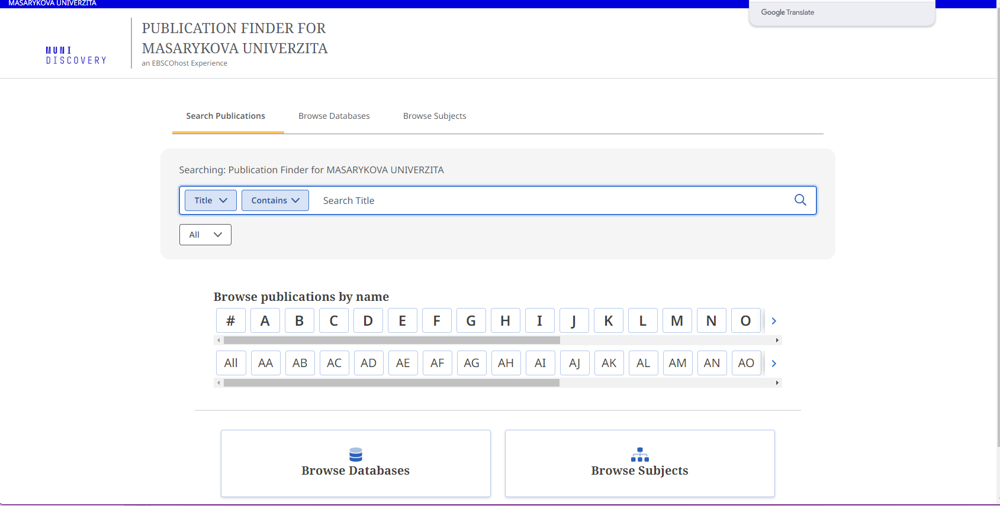 MASARYKOVA UNIVERZITA
Google Translate
MUNI
DISCOVERY
PUBLICATION FINDER FOR
MASARYKOVA UNIVERZITA
an EBSCOhost Experience
Search Publications
Browse Databases
Browse Subjects
Searching: Publication Finder for MASARYKOVA UNIVERZITA
Title
Contains
Search Title
All
Browse publications by name
# A B C D E F G H I J K L M N O
All AA AB AC AD AE AF AG AH AI AJ AK AL AM AN AO
Browse Databases
Browse Subjects